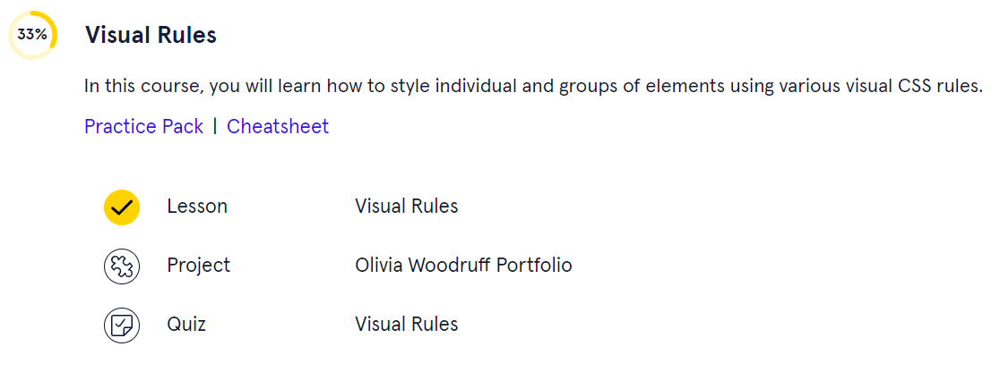 33% Visual Rules
In this course, you will learn how to style individual and groups of elements using various visual CSS rules.
Practice Pack | Cheatsheet
Lesson Visual Rules
Project Olivia Woodruff Portfolio
Quiz Visual Rules